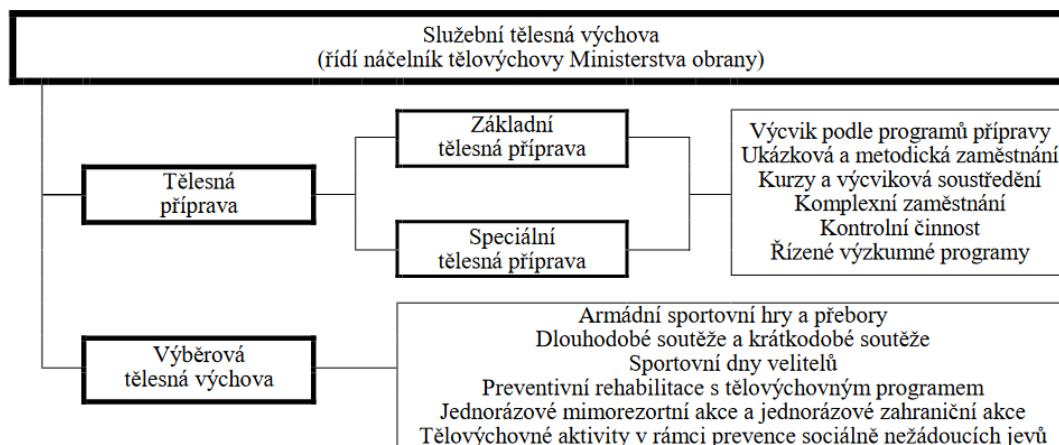 Služební tělesná výchova
(řídí náčelník tělovýchovy Ministerstva obrany)
Základní
tělesná příprava
Výcvik podle programů přípravy
Ukázková a metodická zaměstnání
Kurzy a výcviková soustředění
Komplexní zaměstnání
Kontrolní činnost
Řízené výzkumné programy
Tělesná
příprava
Speciální
tělesná příprava
Armádní sportovní hry a přebory
Dlouhodobé soutěže a krátkodobé soutěže
Sportovní dny velitelů
Preventivní rehabilitace s tělovýchovným programem
Jednorázové mimorezortní akce a jednorázové zahraniční akce
Tělovýchovné aktivity v rámci prevence sociálně nežádoucích jevů
Výběrová
tělesná výchova